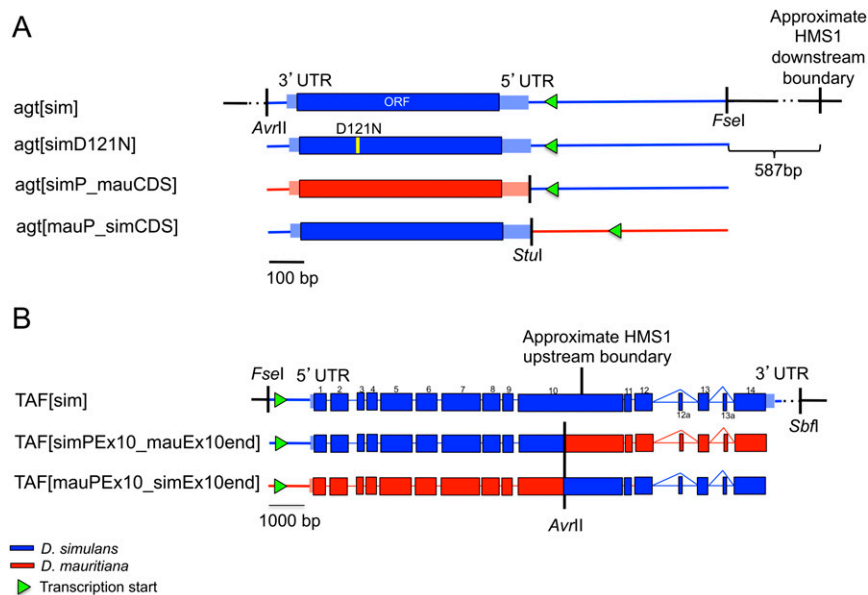 A
Approximate
HMS1
downstream
boundary
3' UTR
5' UTR
agt[sim]
ORF
AvrII
FseI
D121N
agt[simD121N]
587bp
agt[simP_mauCDS]
agt[mauP_simCDS]
StuI
100 bp
B
Approximate HMS1
upstream boundary
FseI
5' UTR
3' UTR
1 2 3 4 5 6 7 8 9 10 11 12 13 14
TAF[sim]
12a 13a
SbfI
TAF[simPEx10_mauEx10end]
TAF[mauPEx10_simEx10end]
1000 bp
AvrII
D. simulans
D. mauritiana
Transcription start